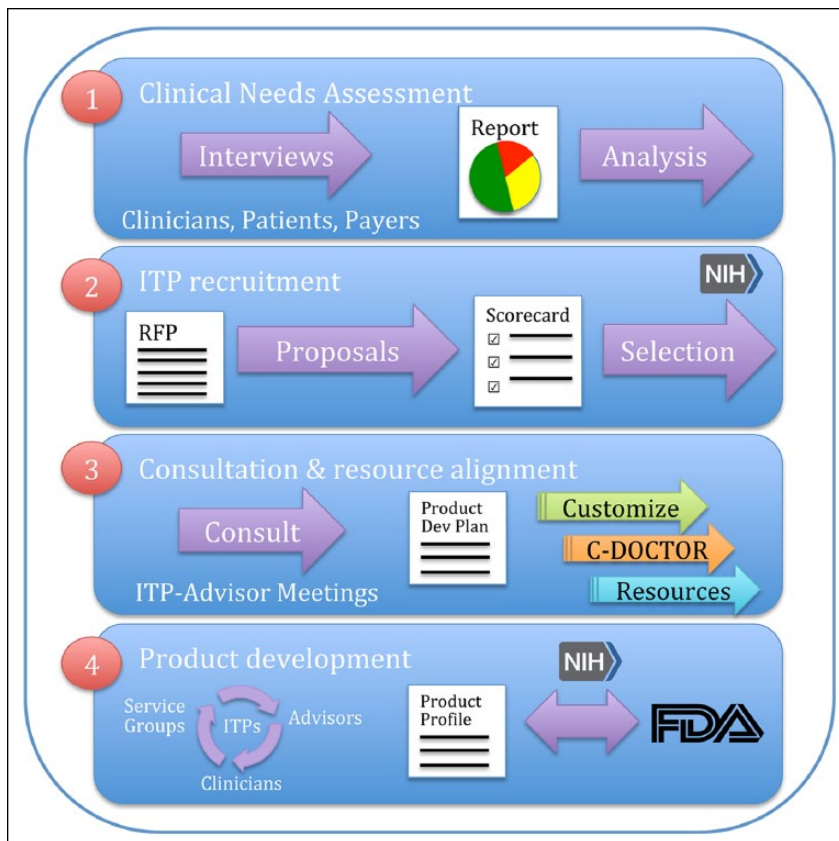 1
Clinical Needs Assessment
Interviews
Report
Analysis
Clinicians, Patients, Payers
2
ITP recruitment
NIH
RFP
Proposals
Scorecard
Selection
3
Consultation & resource alignment
Consult
Product
Dev Plan
Customize
C-DOCTOR
Resources
ITP-Advisor Meetings
4
Product development
NIH
Service
Groups
ITPs
Advisors
Clinicians
Product
Profile
FDA